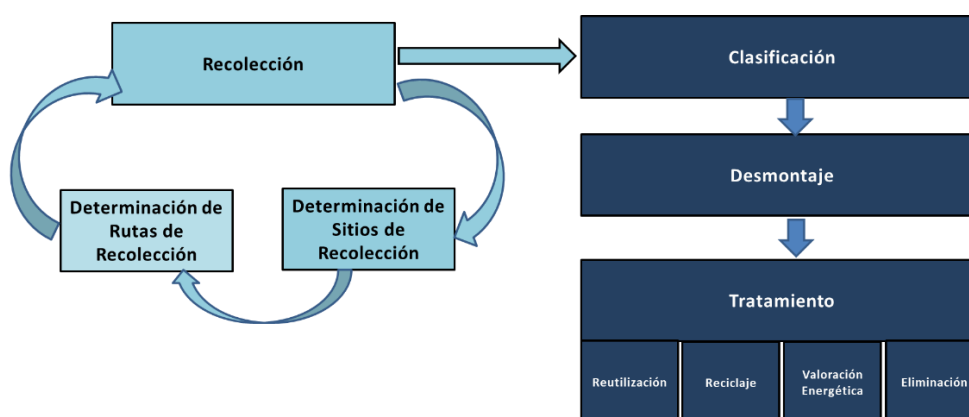 Recolección
Clasificación
Desmontaje
Determinación de
Rutas de
Recolección
Determinación de
Sitios de
Recolección
Tratamiento
Reutilización
Reciclaje
Valoración
Energética
Eliminación